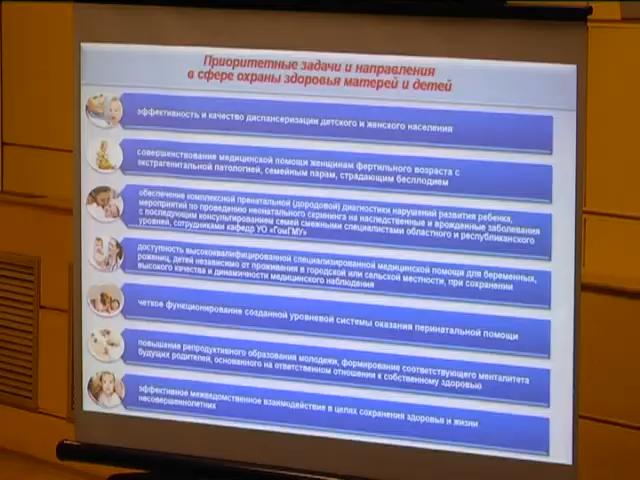 Приоритетные задачи и направления
в сфере охраны здоровья матерей и детей
эффективность и качество диспансеризации детского и женского населения
совершенствование медицинской помощи женщинам фертильного возраста с
экстрагенитальной патологией, семейным парам, страдающим бесплодием
обеспечение комплексной пренатальной (дородовой) диагностики нарушений развития ребенка,
мероприятий по проведению неонатального скрининга на наследственные и врожденные заболевания
с последующим консультированием семей смежными специалистами областного и республиканского
уровней, сотрудниками кафедр УО «ГомГМУ»
доступность высококвалифицированной специализированной медицинской помощи для беременных,
рожениц, детей независимо от проживания в городской или сельской местности, при сохранении
высокого качества и динамичности медицинского наблюдения
четкое функционирование созданной уровневой системы оказания перинатальной помощи
повышение репродуктивного образования молодежи, формирование соответствующего менталитета
будущих родителей, основанного на ответственном отношении к собственному здоровью
эффективное межведомственное взаимодействие в целях сохранения здоровья и жизни
несовершеннолетних